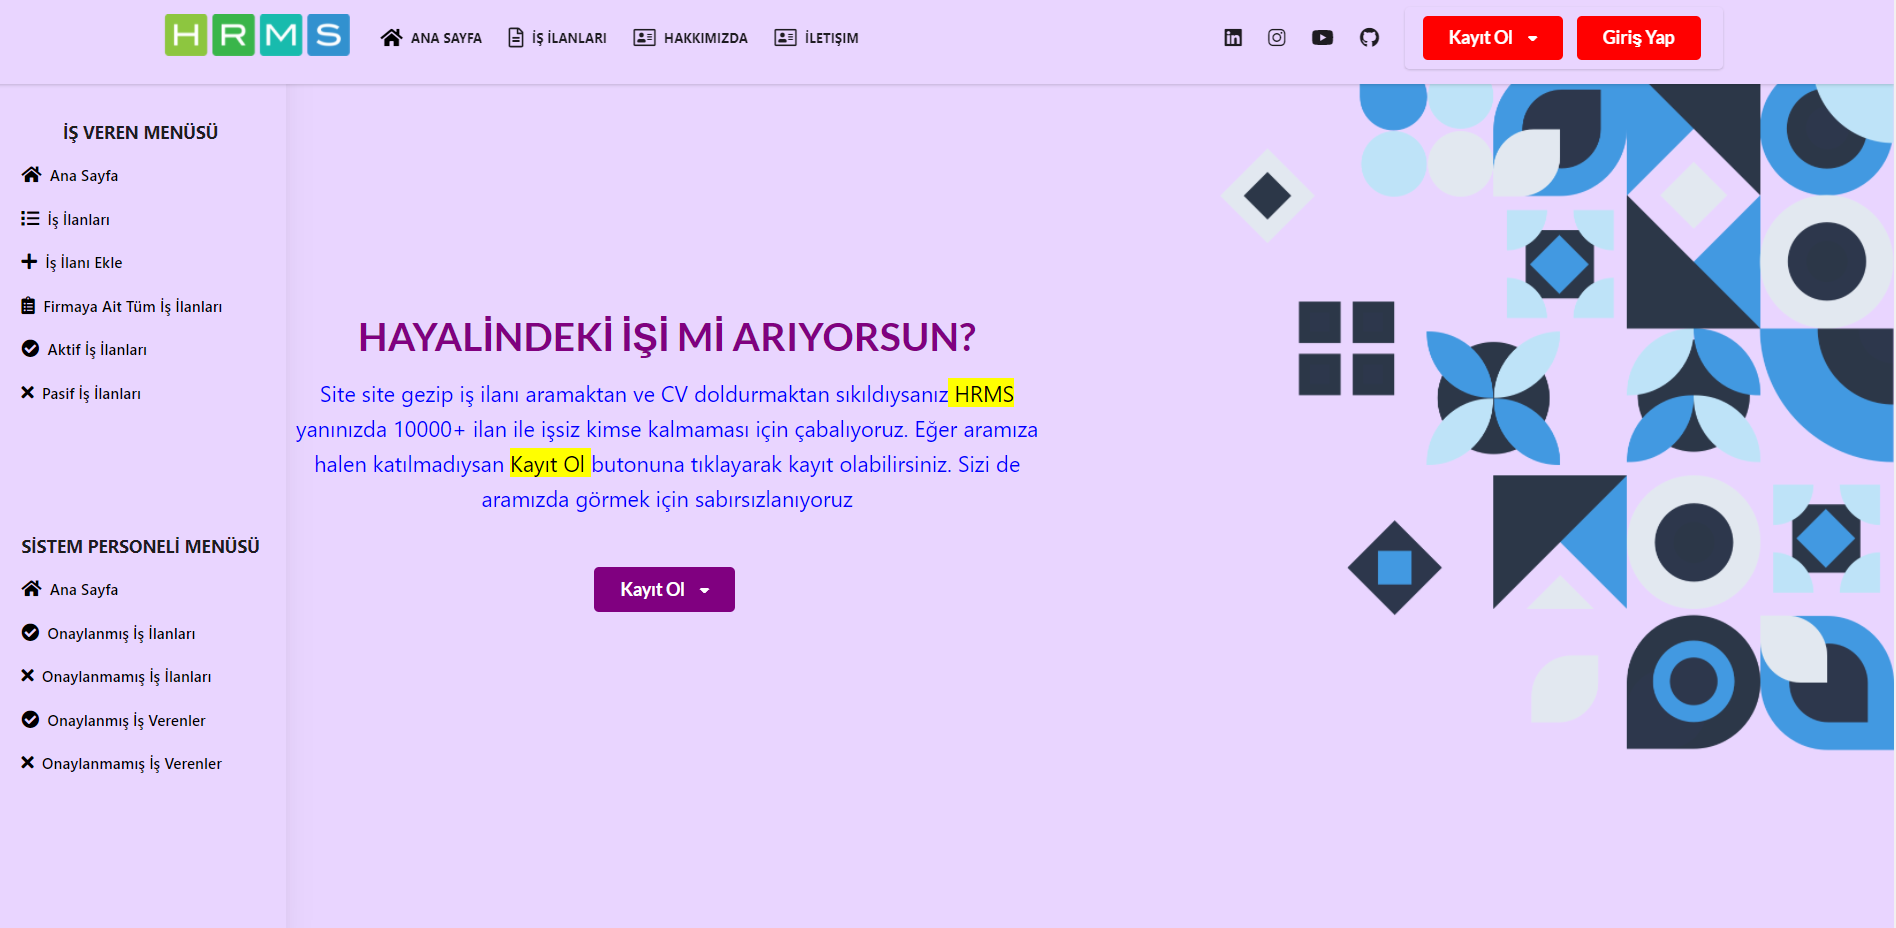 HRMS
ANA SAYFA
İŞ İLANLARI
HAKKIMIZDA
İLETİŞİM
Kayıt Ol
Giriş Yap
İŞ VEREN MENÜSÜ
Ana Sayfa
İş İlanları
İş İlanı Ekle
Firmaya Ait Tüm İş İlanları
Aktif İş İlanları
Pasif İş İlanları
SİSTEM PERSONELİ MENÜSÜ
Ana Sayfa
Onaylanmış İş İlanları
Onaylanmamış İş İlanları
Onaylanmış İş Verenler
Onaylanmamış İş Verenler
HAYALİNDEKİ İŞİ Mİ ARIYORSUN?
Site site gezip iş ilanı aramaktan ve CV doldurmaktan sıkıldıysanız HRMS
yanınızda 10000+ ilan ile işsiz kimse kalmaması için çabalıyoruz. Eğer aramıza
halen katılmadıysan Kayıt Ol butonuna tıklayarak kayıt olabilirsiniz. Sizi de
aramızda görmek için sabırsızlanıyoruz
Kayıt Ol